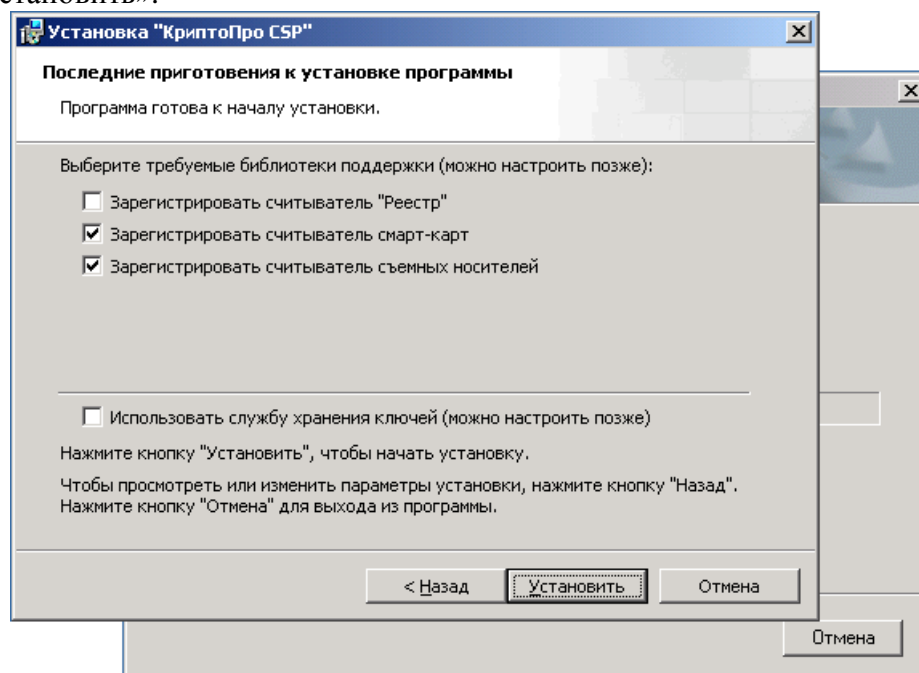 становить».
Установка "КриптоПро CSP"
Последние приготовения к установке программы
Программа готова к началу установки.
Выберите требуемые библиотеки поддержки (можно настроить позже):
Зарегистрировать считыватель "Реестр"
Зарегистрировать считыватель смарт-карт
Зарегистрировать считыватель съемных носителей
Использовать службу хранения ключей (можно настроить позже)
Нажмите кнопку "Установить", чтобы начать установку.
Чтобы просмотреть или изменить параметры установки, нажмите кнопку "Назад".
Нажмите кнопку "Отмена" для выхода из программы.
< Назад Установить Отмена
Отмена